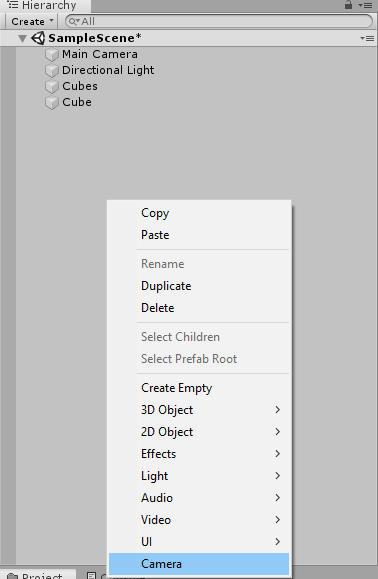 Hierarchy
Create
All
SampleScene*
Main Camera
Directional Light
Cubes
Cube
Copy
Paste
Rename
Duplicate
Delete
Select Children
Select Prefab Root
Create Empty
3D Object
2D Object
Effects
Light
Audio
Video
UI
Camera
Project